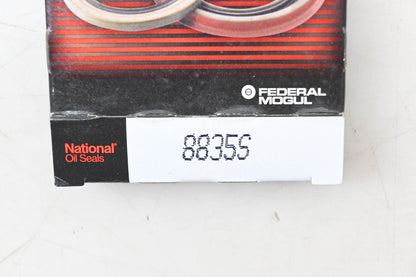 FEDERAL
MOGUL
National®
Oil Seals
8835S